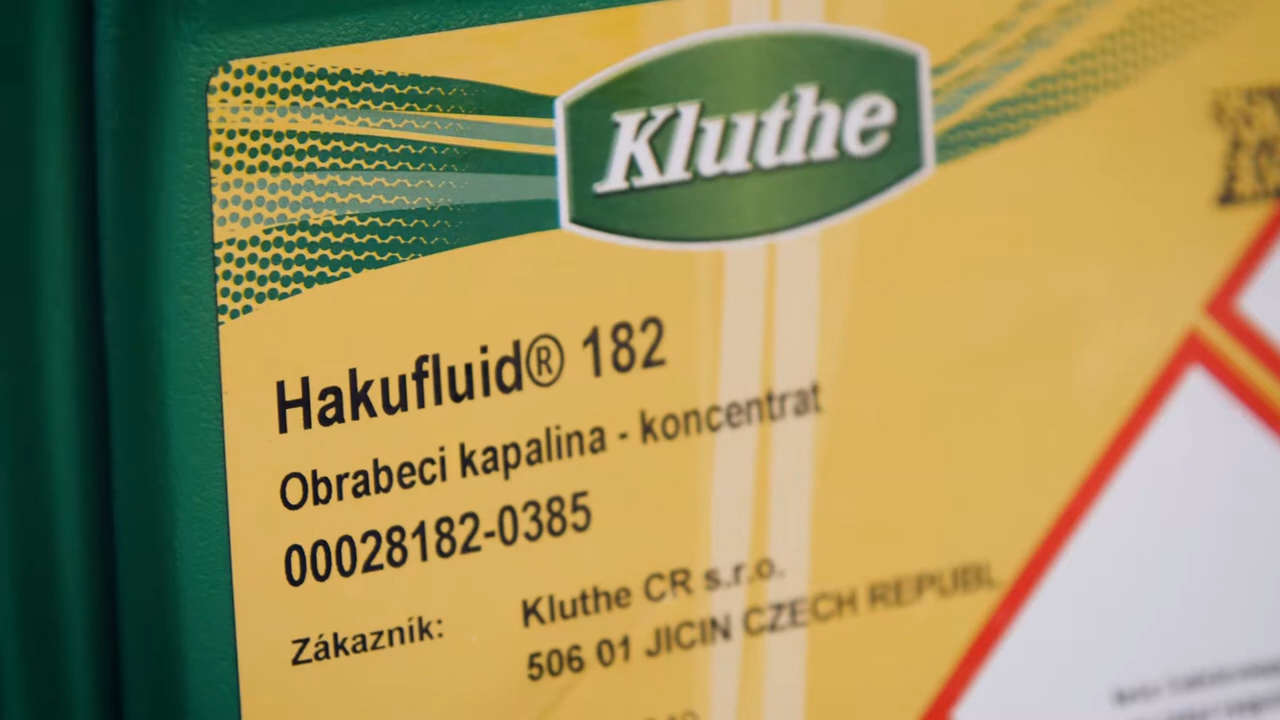 Kluthe
Hakufluid® 182
Obrabeci kapalina - koncentrat
00028182-0385
Zákazník:
Kluthe CR s.r.o.
506 01 JICIN CZECH REPUBL